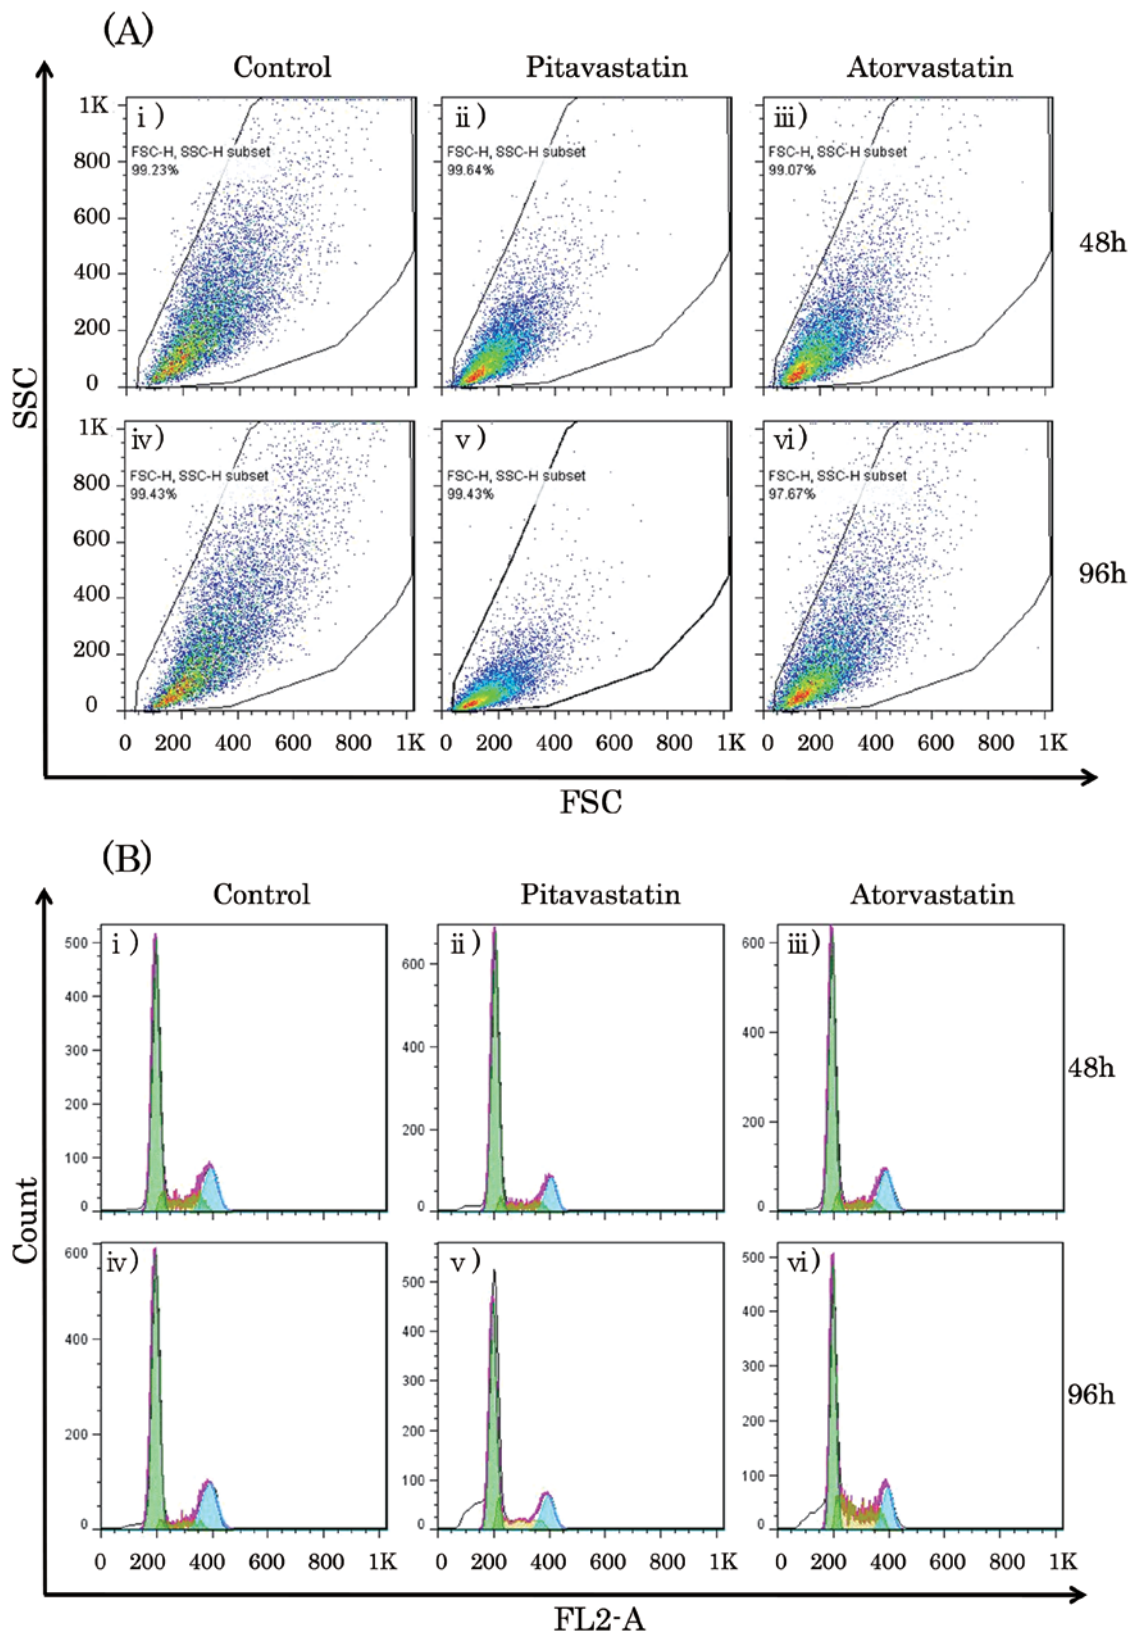 (A)
Control Pitavastatin Atorvastatin
i ) ii ) iii)
FSC-H, SSC-H subset FSC-H, SSC-H subset FSC-H, SSC-H subset
99.23% 99.64% 99.07%
1K
800
600
400
200
0
48h
SSC
iv) v ) vi)
FSC-H, SSC-H subset FSC-H, SSC-H subset FSC-H, SSC-H subset
99.43% 99.43% 97.67%
1K
800
600
400
200
0
96h
0 200 400 600 800 1K 0 200 400 600 800 1K 0 200 400 600 800 1K
FSC
(B)
Control Pitavastatin Atorvastatin
i ) ii ) iii)
500
400
300
200
100
0
600
400
200
0
600
400
200
0
48h
Count
iv) v ) vi)
600
400
200
0
500
400
300
200
100
0
500
400
300
200
100
0
96h
0 200 400 600 800 1K 0 200 400 600 800 1K 0 200 400 600 800 1K
FL2-A